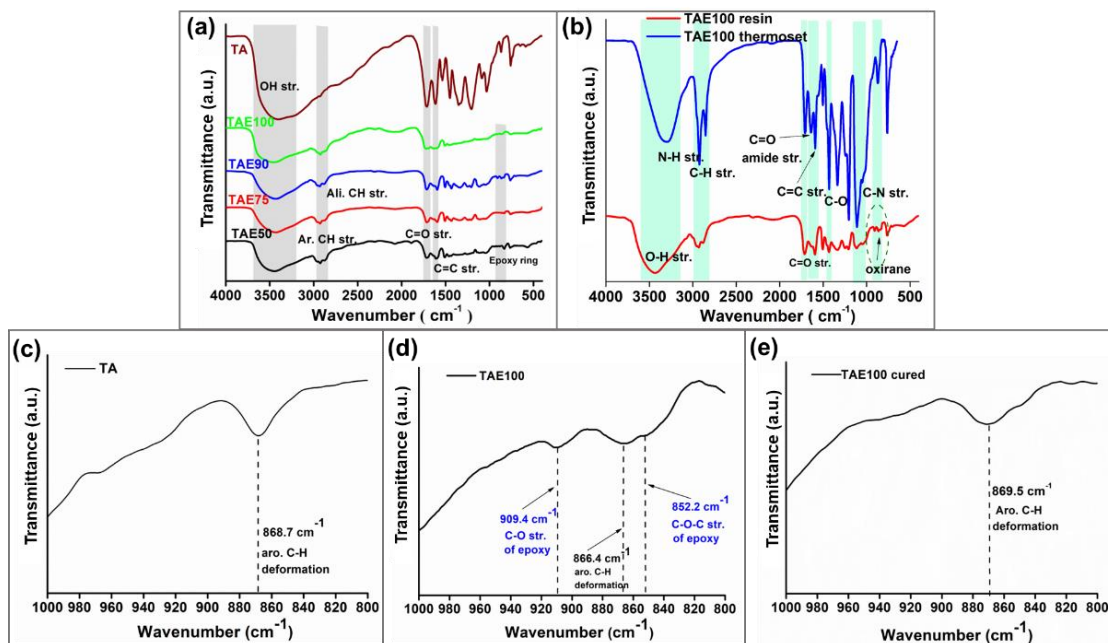 (a)
TA
OH str.
TAE100
TAE90
Ali. CH str.
TAE75
Ar. CH str.
C=O str.
TAE50
C=C str.
Epoxy ring
Transmittance (a.u.)
4000 3500 3000 2500 2000 1500 1000 500
Wavenumber ( cm-1)
(b)
TAE100 resin
TAE100 thermoset
C=O
amide str.
N-H str.
C-H str.
C=C str.
C-O
C-N str.
O-H str.
C=O str.
oxirane
Transmittance (a.u.)
4000 3500 3000 2500 2000 1500 1000 500
Wavenumber ( cm-1)
(c)
TA
868.7 cm-1
aro. C-H
deformation
Transmittance (a.u.)
1000 980 960 940 920 900 880 860 840 820 800
Wavenumber (cm-1)
(d)
TAE100
909.4 cm-1
C-O str.
of epoxy
866.4 cm-1
aro. C-H
deformation
852.2 cm-1
C-O-C str.
of epoxy
Transmittance (a.u.)
1000 980 960 940 920 900 880 860 840 820 800
Wavenumber (cm-1)
(e)
TAE100 cured
869.5 cm-1
Aro. C-H
deformation
Transmittance (a.u.)
1000 980 960 940 920 900 880 860 840 820 800
Wavenumber (cm-1)